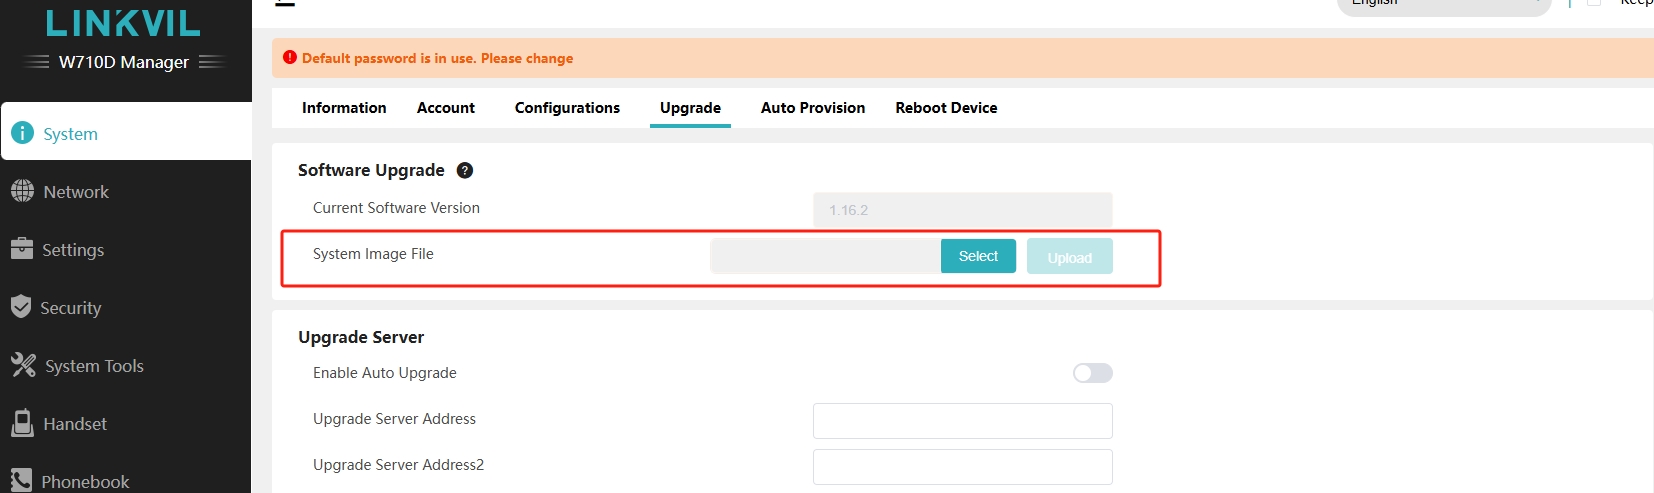 LINKVIL
W710D Manager
System
Network
Settings
Security
System Tools
Handset
Phonebook
English
Keep
Default password is in use. Please change
Information Account Configurations Upgrade Auto Provision Reboot Device
Software Upgrade ?
Current Software Version 1.16.2
System Image File Select Upload
Upgrade Server
Enable Auto Upgrade
Upgrade Server Address
Upgrade Server Address2